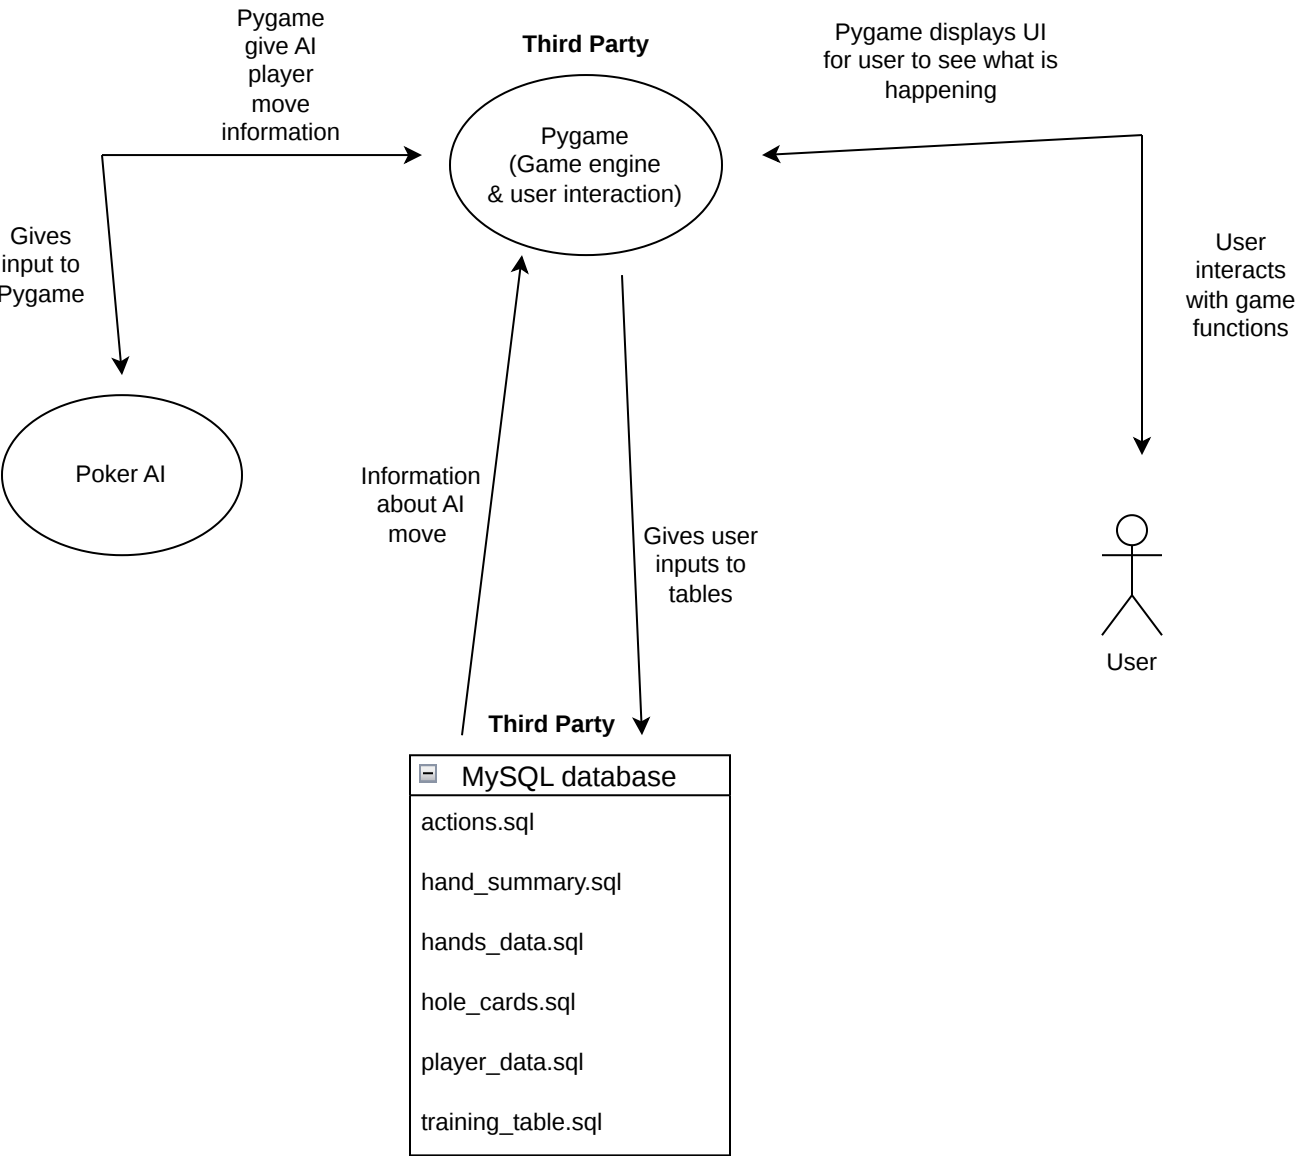 Pygame
give AI
player
move
information
Third Party
Pygame displays UI
for user to see what is
happening
Pygame
(Game engine
& user interaction)
Gives
input to
Pygame
User
interacts
with game
functions
Poker AI
Information
about AI
move
Gives user
inputs to
tables
User
Third Party
MySQL database
actions.sql
hand_summary.sql
hands_data.sql
hole_cards.sql
player_data.sql
training_table.sql